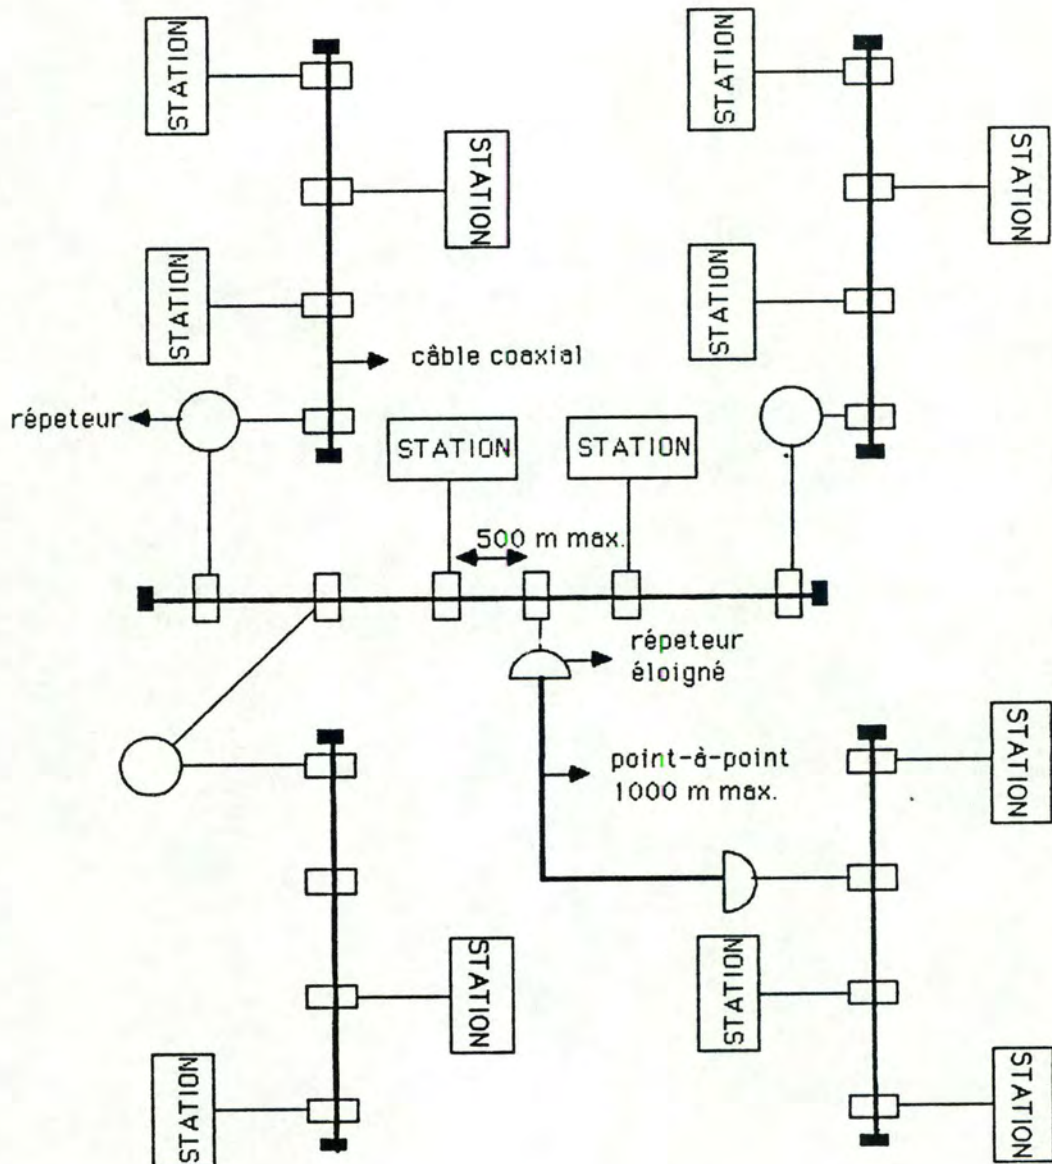 STATION
STATION
STATION
STATION
STATION
STATION
câble coaxial
répeteur
STATION
STATION
500 m max.
répeteur
éloigné
point-à-point
1000 m max.
STATION
STATION
STATION
STATION
STATION